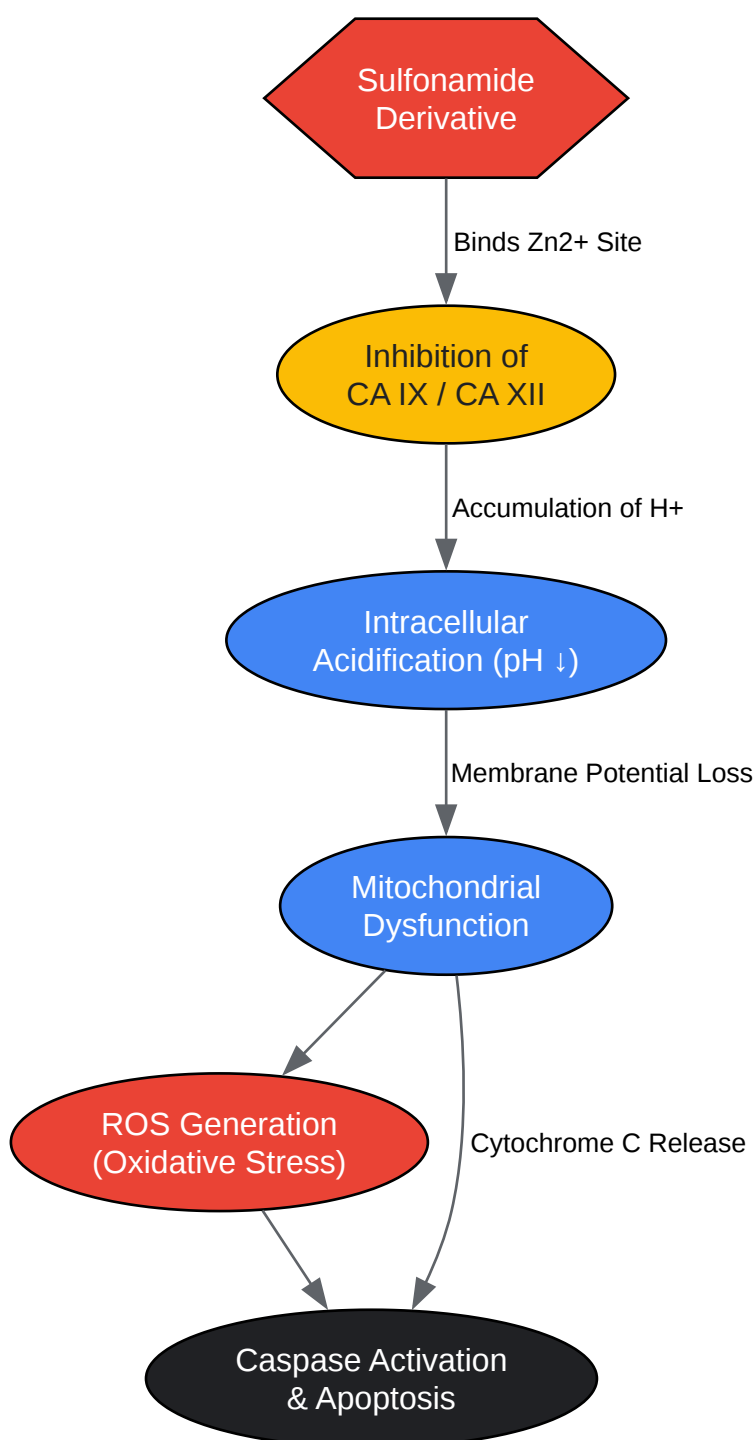 Sulfonamide
Derivative
Binds Zn2+ Site
Inhibition of
CA IX / CA XII
Accumulation of H+
Intracellular
Acidification (pH ↓)
Membrane Potential Loss
Mitochondrial
Dysfunction
ROS Generation
(Oxidative Stress)
Cytochrome C Release
Caspase Activation
& Apoptosis